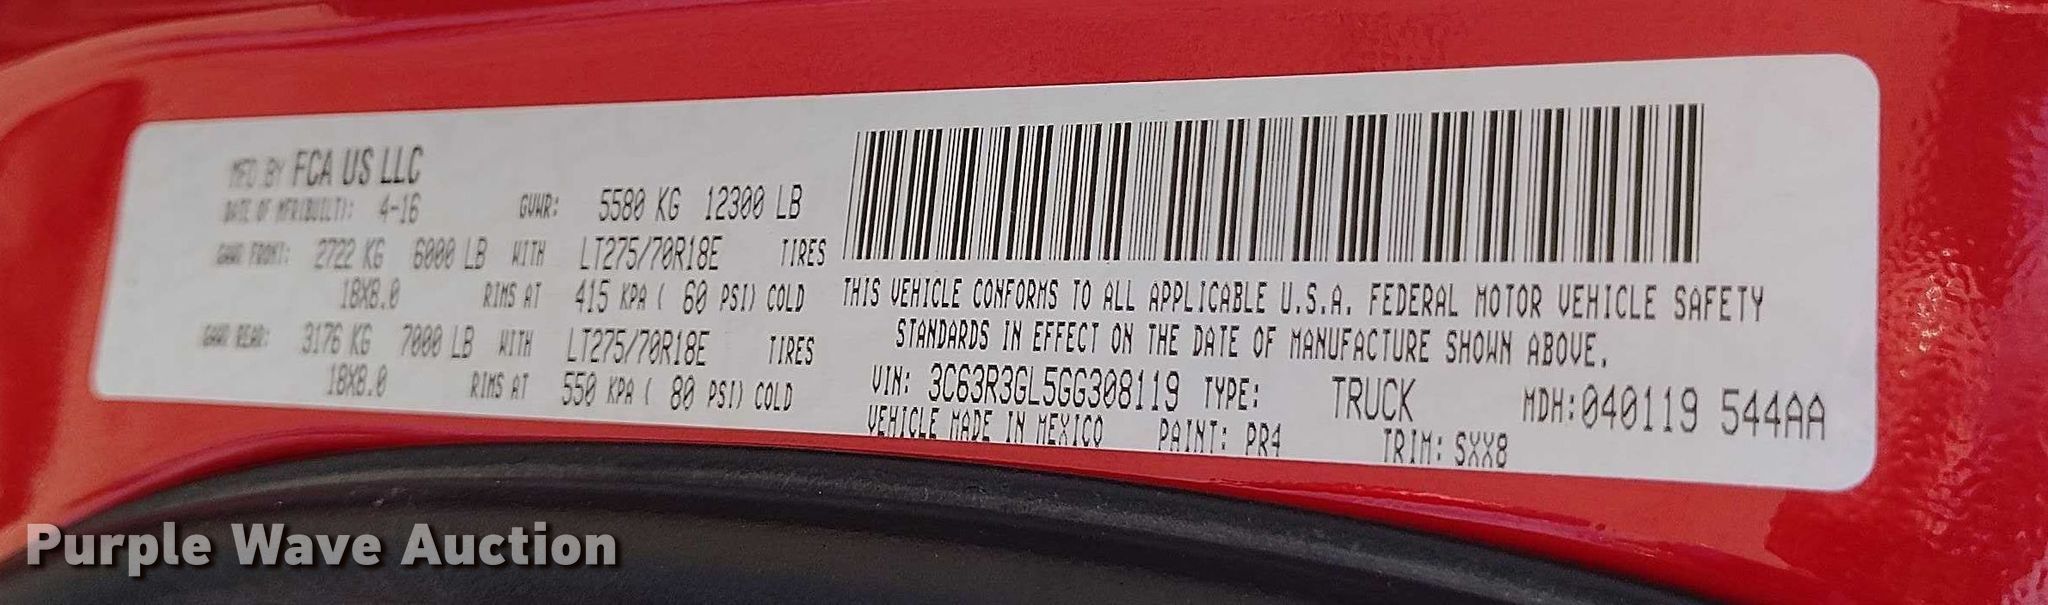 MFD BY FCA US LLC
DATE OF MFR(BUILT): 4-16 GVWR: 5580 KG 12300 LB
GAWR FRONT: 2722 KG 6000 LB WITH LT275/70R18E TIRES
18X8.0 RIMS AT 415 KPA ( 60 PSI) COLD
GAWR REAR: 3176 KG 7000 LB WITH LT275/70R18E TIRES
18X8.0 RIMS AT 550 KPA ( 80 PSI) COLD
THIS VEHICLE CONFORMS TO ALL APPLICABLE U.S.A. FEDERAL MOTOR VEHICLE SAFETY
STANDARDS IN EFFECT ON THE DATE OF MANUFACTURE SHOWN ABOVE.
VIN: 3C63R3GL5GG308119 TYPE: TRUCK MDH:040119 544AA
VEHICLE MADE IN MEXICO PAINT: PR4 TRIM: SXX8
Purple Wave Auction